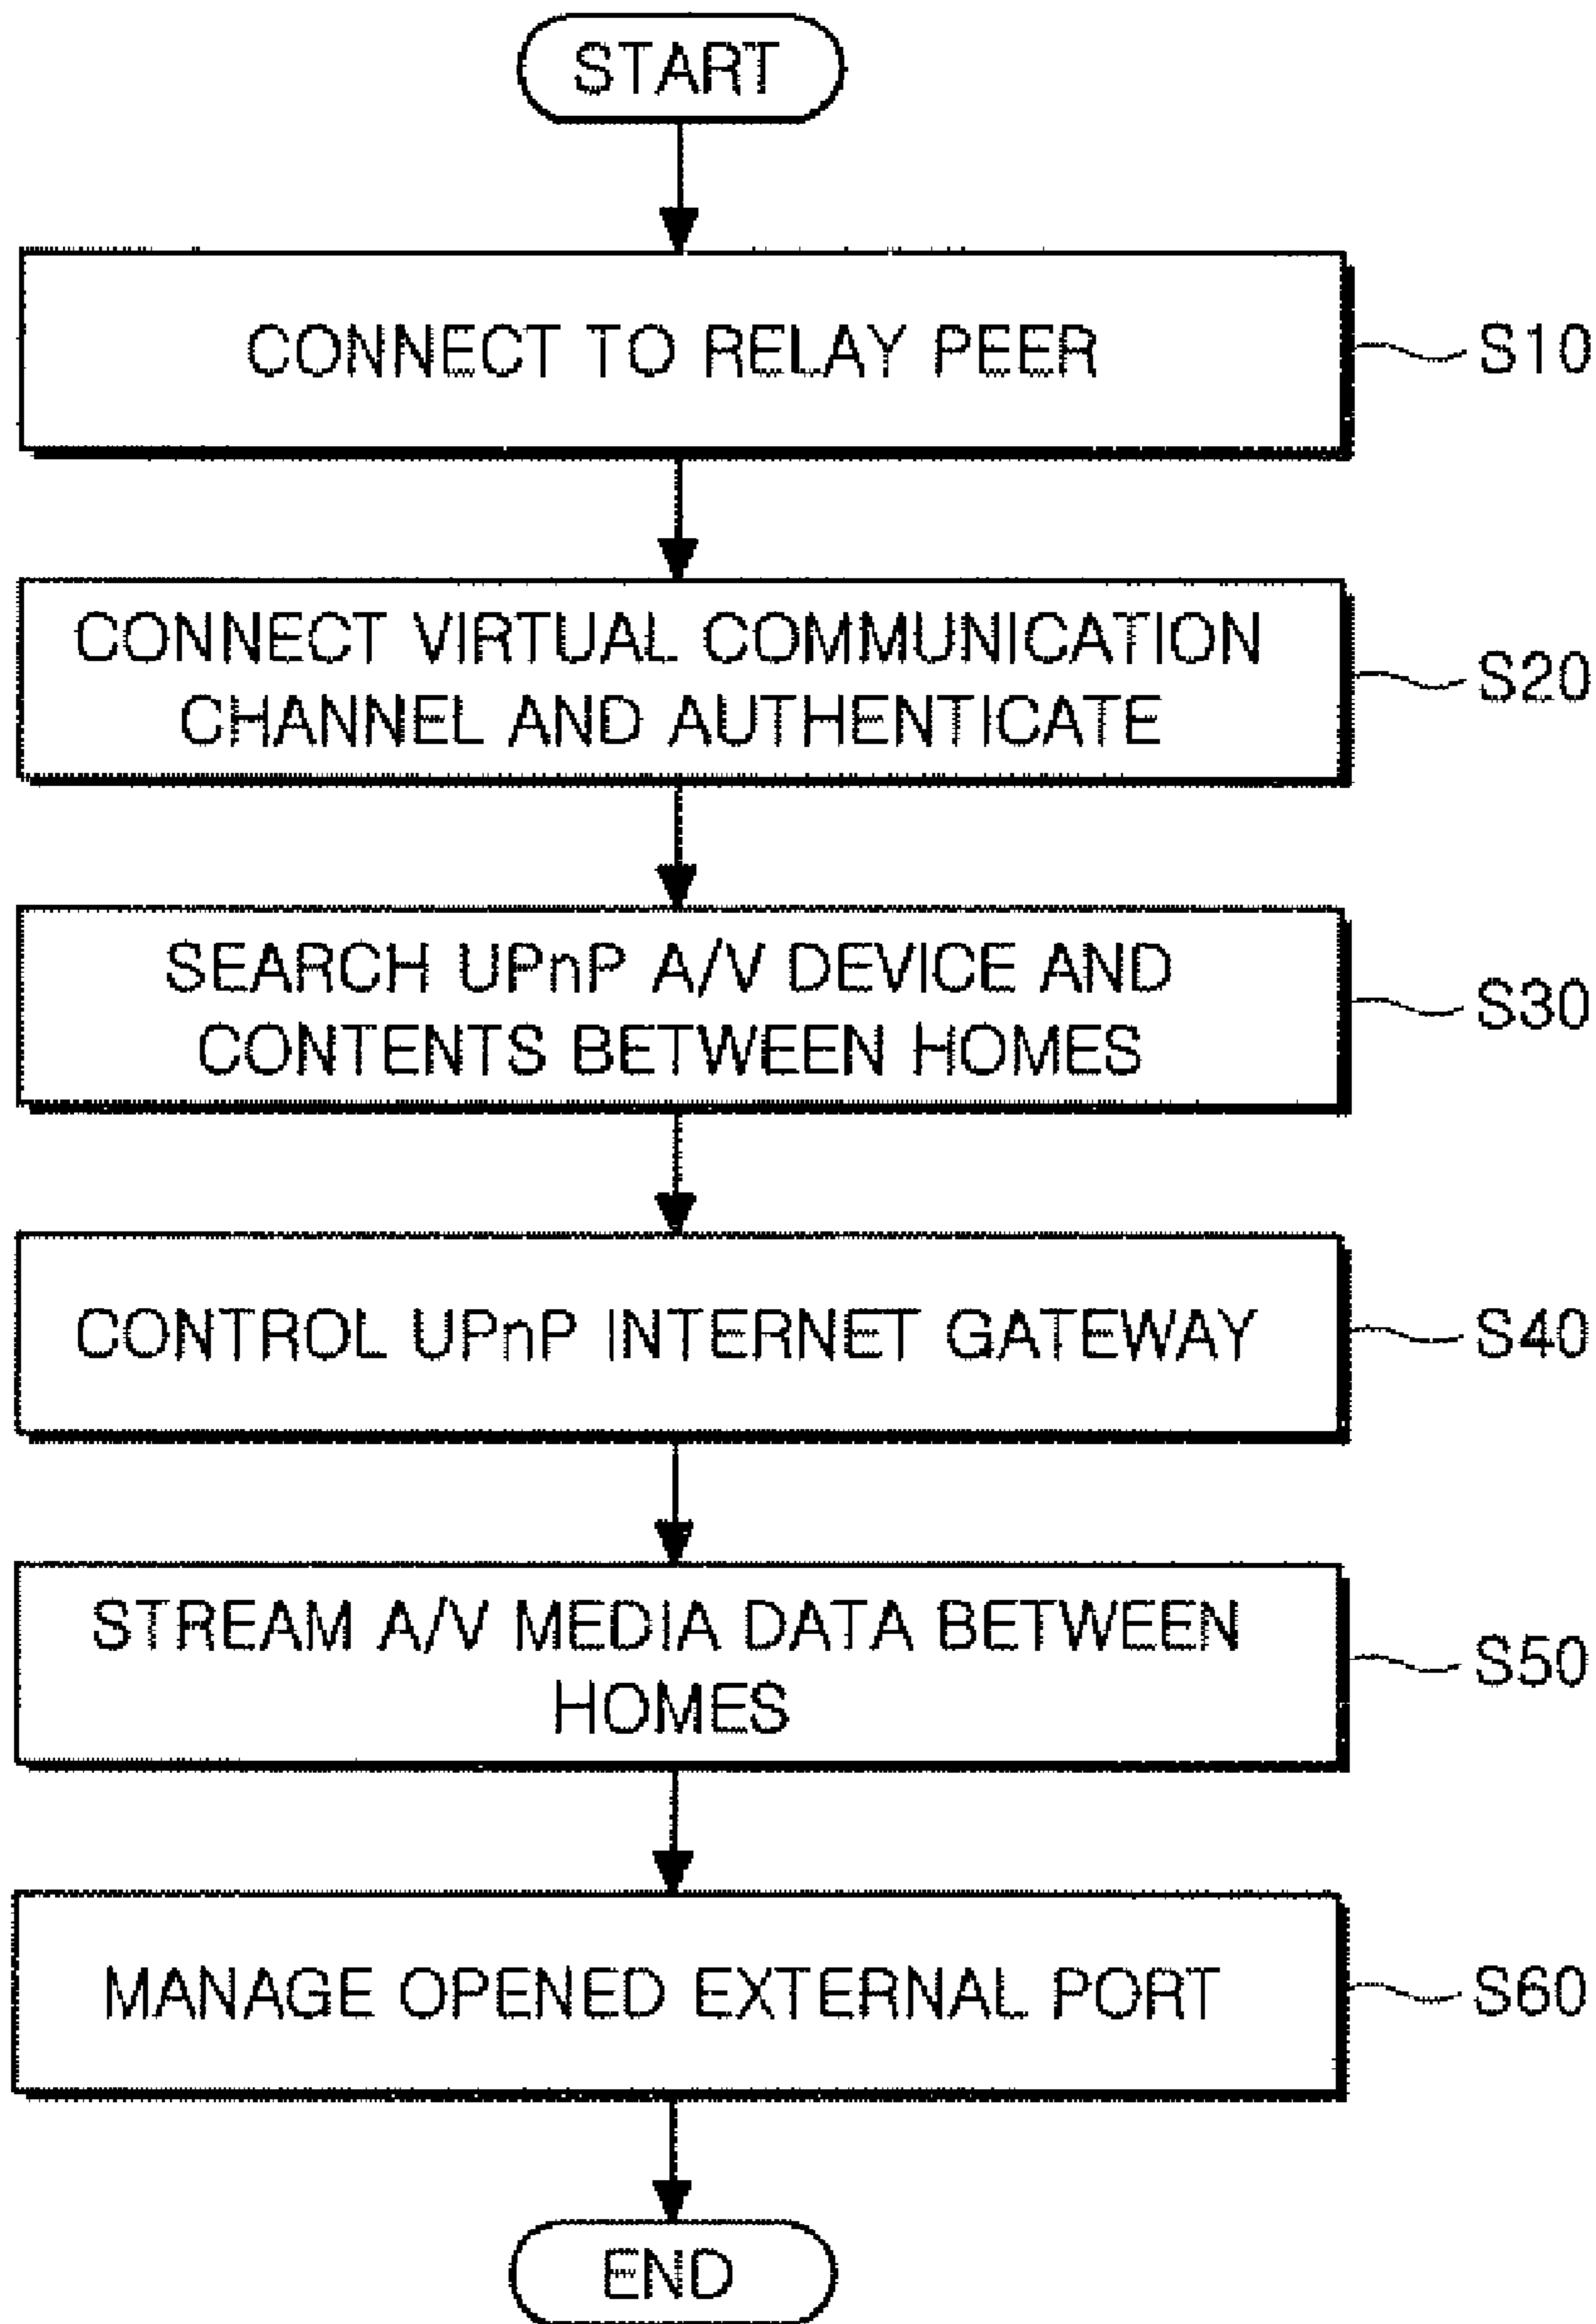 START
CONNECT TO RELAY PEER
S10
CONNECT VIRTUAL COMMUNICATION
CHANNEL AND AUTHENTICATE
S20
SEARCH UPnP A/V DEVICE AND
CONTENTS BETWEEN HOMES
S30
CONTROL UPnP INTERNET GATEWAY
S40
STREAM A/V MEDIA DATA BETWEEN
HOMES
S50
MANAGE OPENED EXTERNAL PORT
S60
END